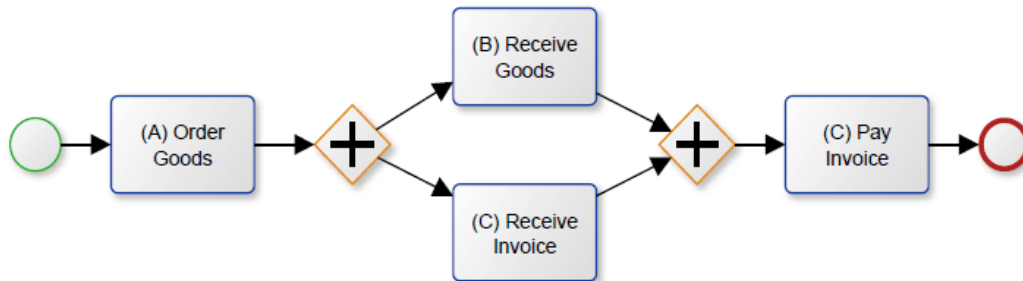 (A) Order
Goods
(B) Receive
Goods
(C) Receive
Invoice
(C) Pay
Invoice